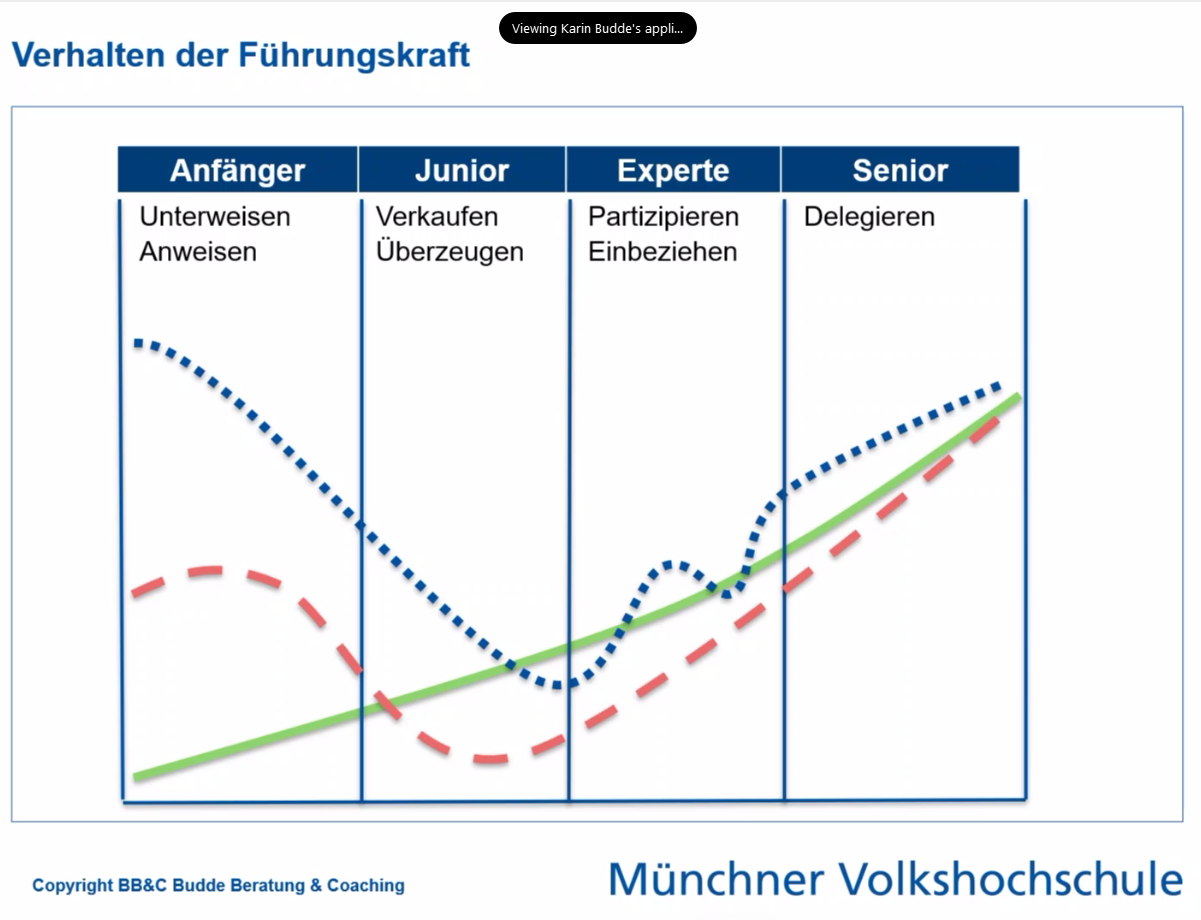 Viewing Karin Budde's appli...
Verhalten der Führungskraft
Anfänger
Junior
Experte
Senior
Unterweisen
Anweisen
Verkaufen
Überzeugen
Partizipieren
Einbeziehen
Delegieren
Copyright BB&C Budde Beratung & Coaching
Münchner Volkshochschule